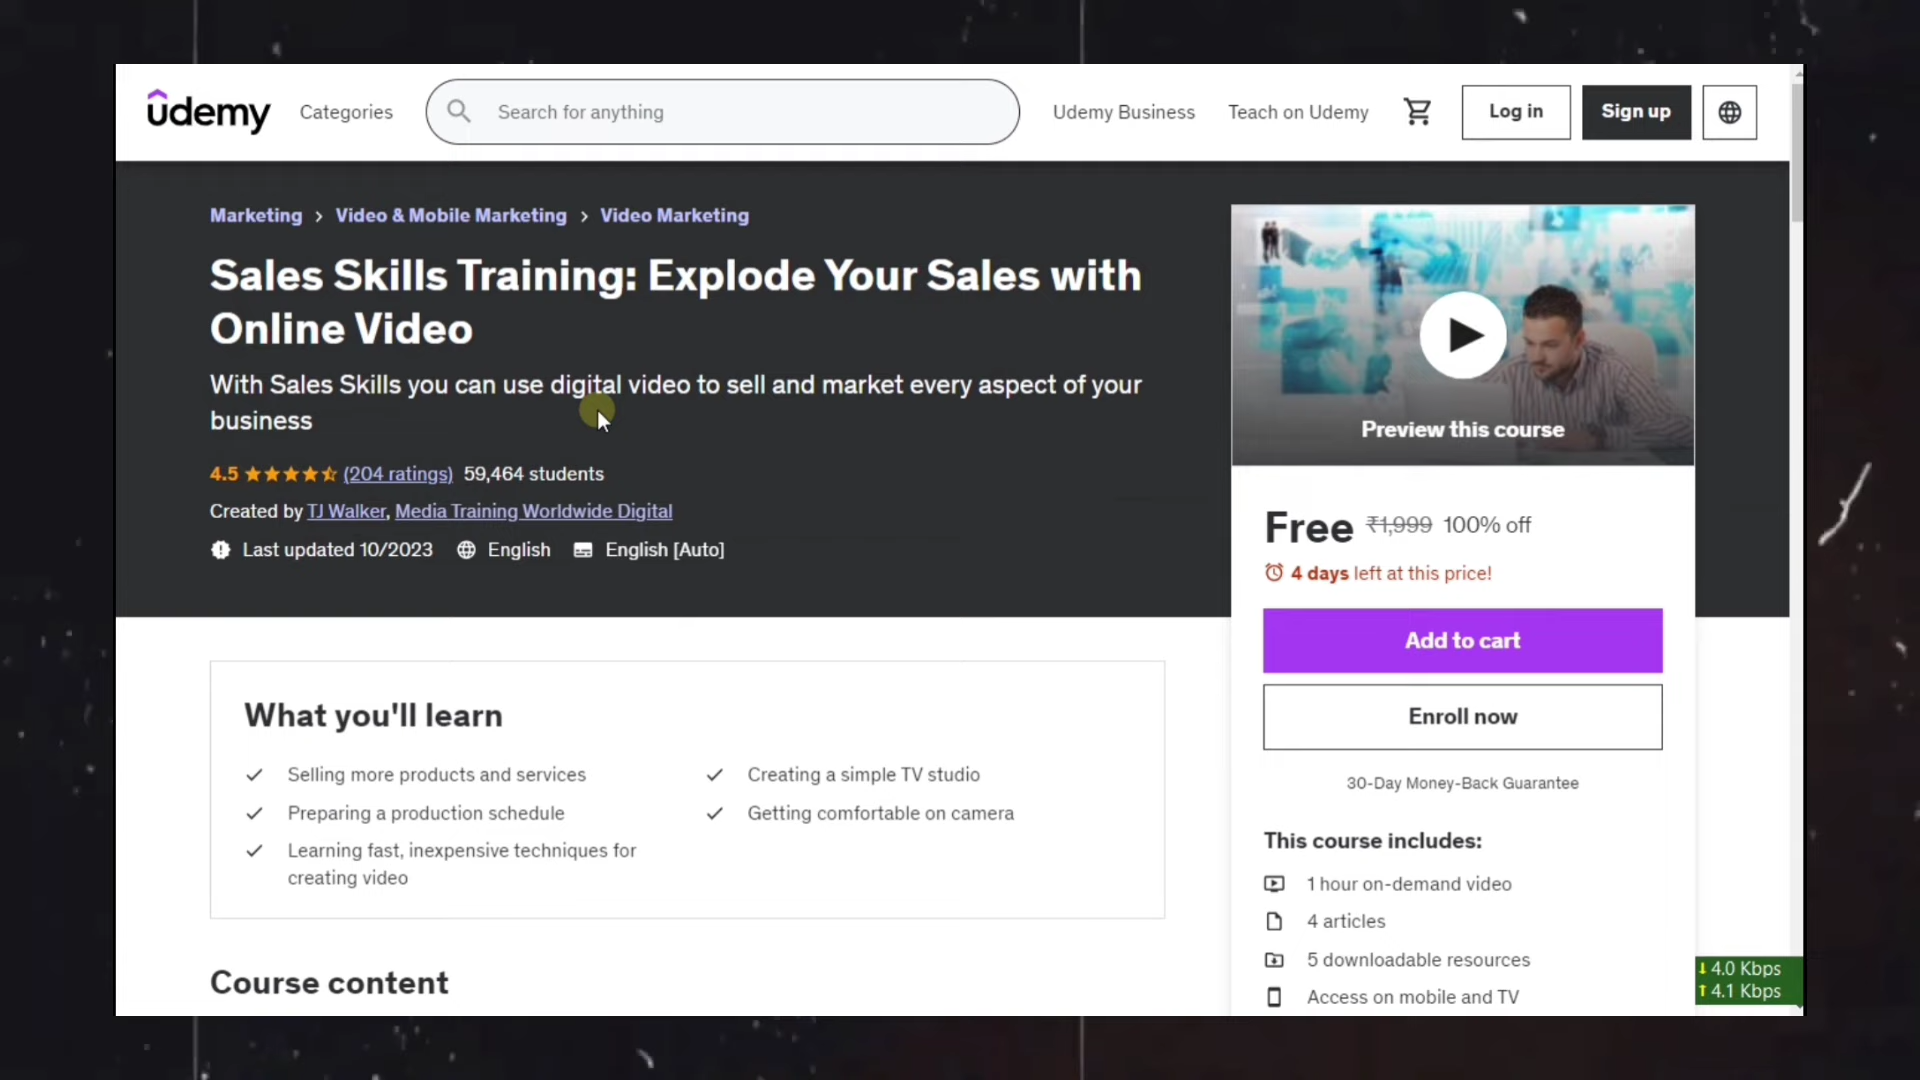 udemy
Categories
Search for anything
Udemy Business
Teach on Udemy
Log in
Sign up
Marketing > Video & Mobile Marketing > Video Marketing
Sales Skills Training: Explode Your Sales with
Online Video
With Sales Skills you can use digital video to sell and market every aspect of your
business
4.5 (204 ratings) 59,464 students
Created by TJ Walker, Media Training Worldwide Digital
Last updated 10/2023 English English [Auto]
Preview this course
Free ₹1,999 100% off
4 days left at this price!
Add to cart
Enroll now
30-Day Money-Back Guarantee
This course includes:
1 hour on-demand video
4 articles
5 downloadable resources
Access on mobile and TV
What you'll learn
Selling more products and services
Preparing a production schedule
Learning fast, inexpensive techniques for
creating video
Creating a simple TV studio
Getting comfortable on camera
Course content
4.0 Kbps
4.1 Kbps